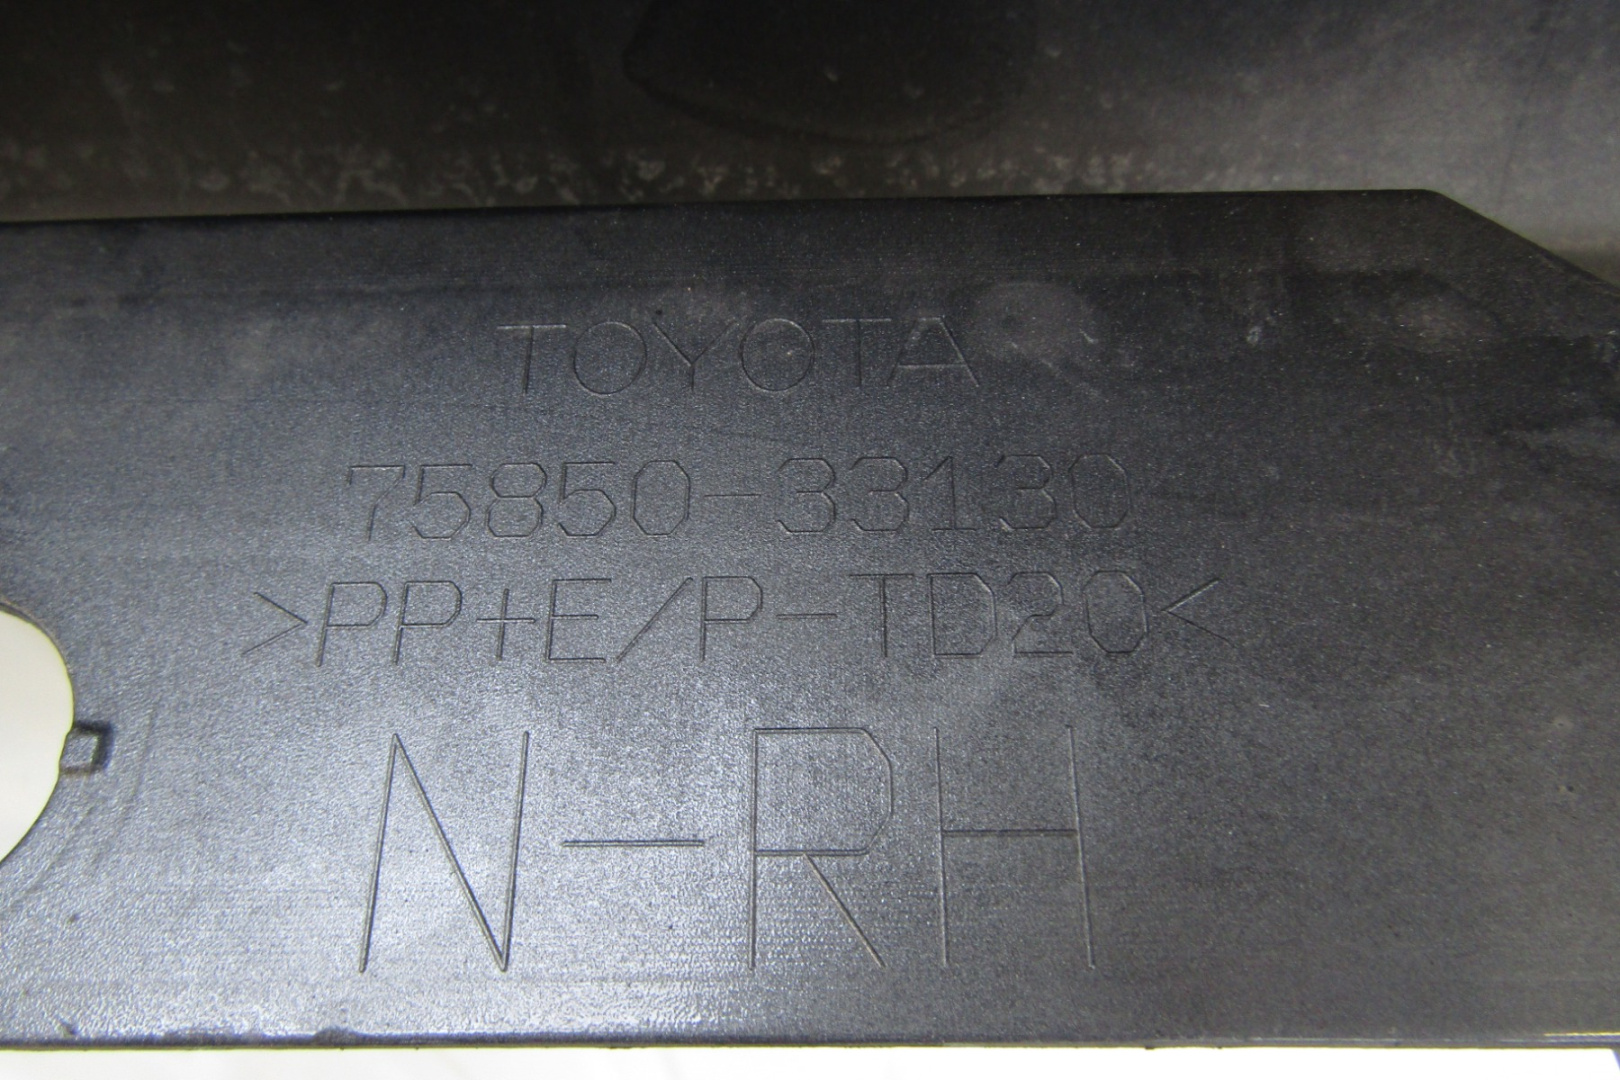 TOYOTA
75850-33130
>PP+E/P-TD20<
N-RH